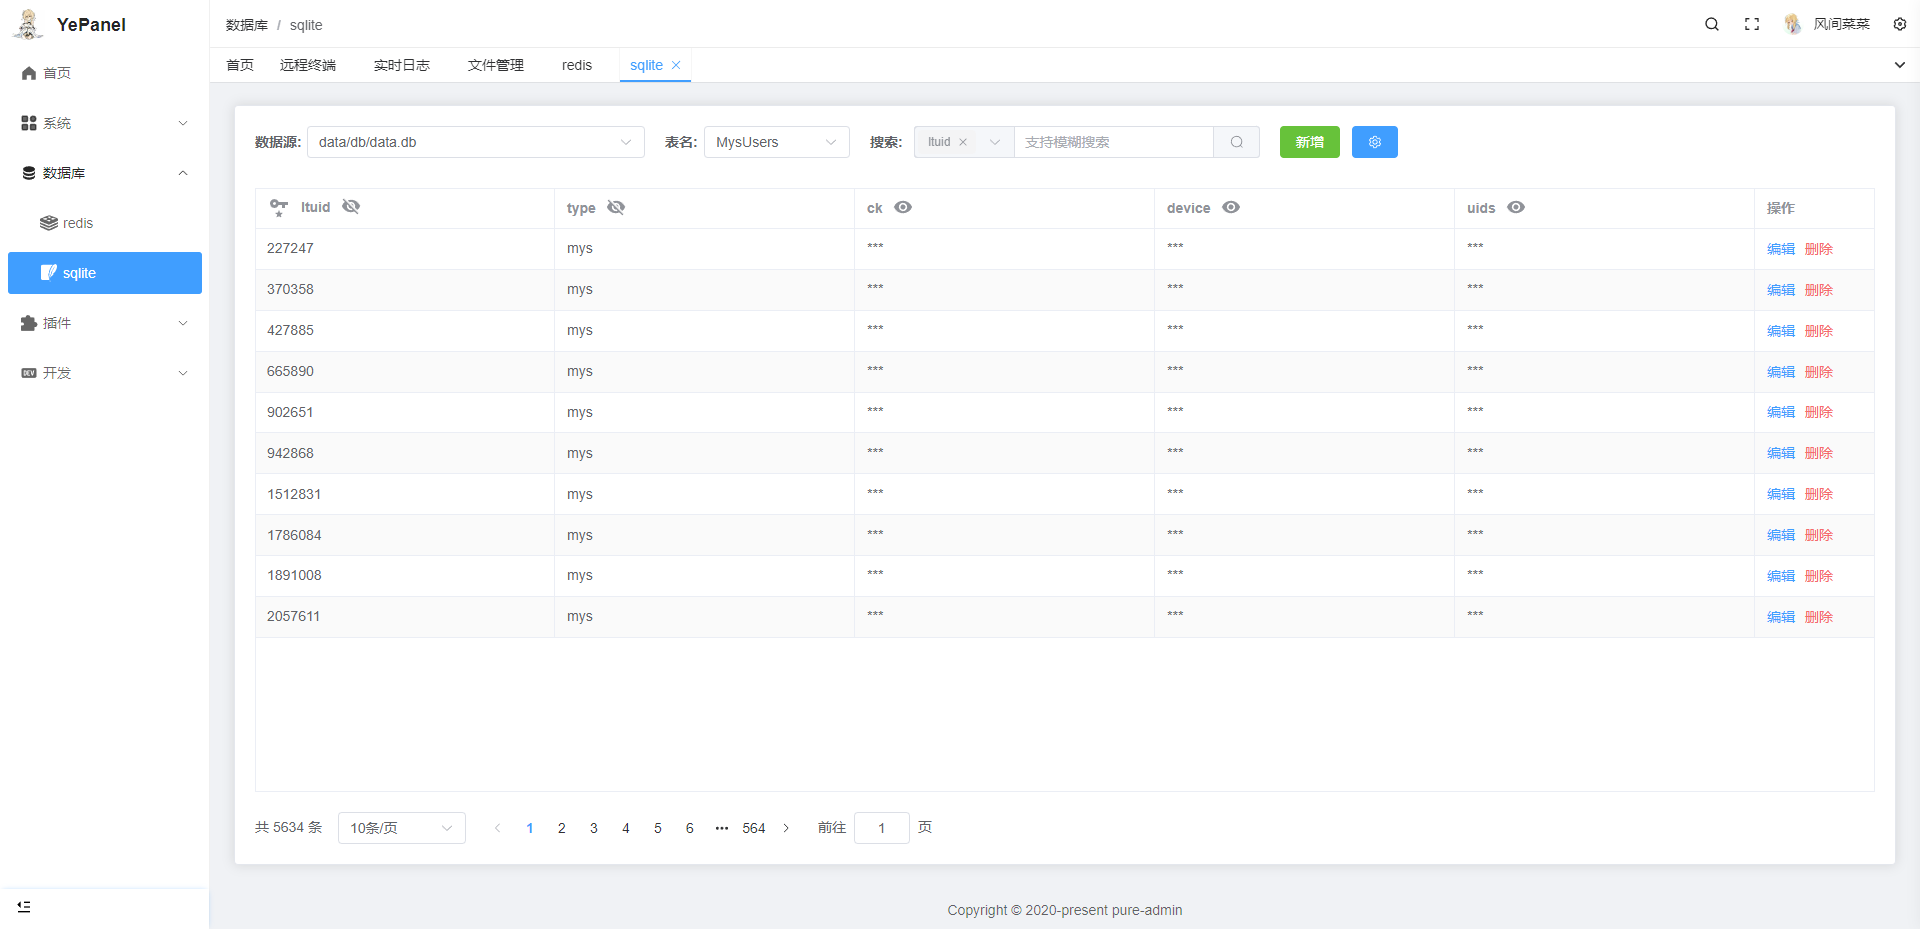 YePanel
首页
系统
数据库
redis
sqlite
插件
DEV 开发
数据库 / sqlite
风间菜菜
首页 远程终端 实时日志 文件管理 redis sqlite
数据源: data/db/data.db 表名: MysUsers 搜索: ltuid 支持模糊搜索 新增
ltuid type ck device uids 操作
227247 mys *** *** *** 编辑 删除
370358 mys *** *** *** 编辑 删除
427885 mys *** *** *** 编辑 删除
665890 mys *** *** *** 编辑 删除
902651 mys *** *** *** 编辑 删除
942868 mys *** *** *** 编辑 删除
1512831 mys *** *** *** 编辑 删除
1786084 mys *** *** *** 编辑 删除
1891008 mys *** *** *** 编辑 删除
2057611 mys *** *** *** 编辑 删除
共 5634 条 10条/页 1 2 3 4 5 6 ••• 564 前往 1 页
Copyright © 2020-present pure-admin